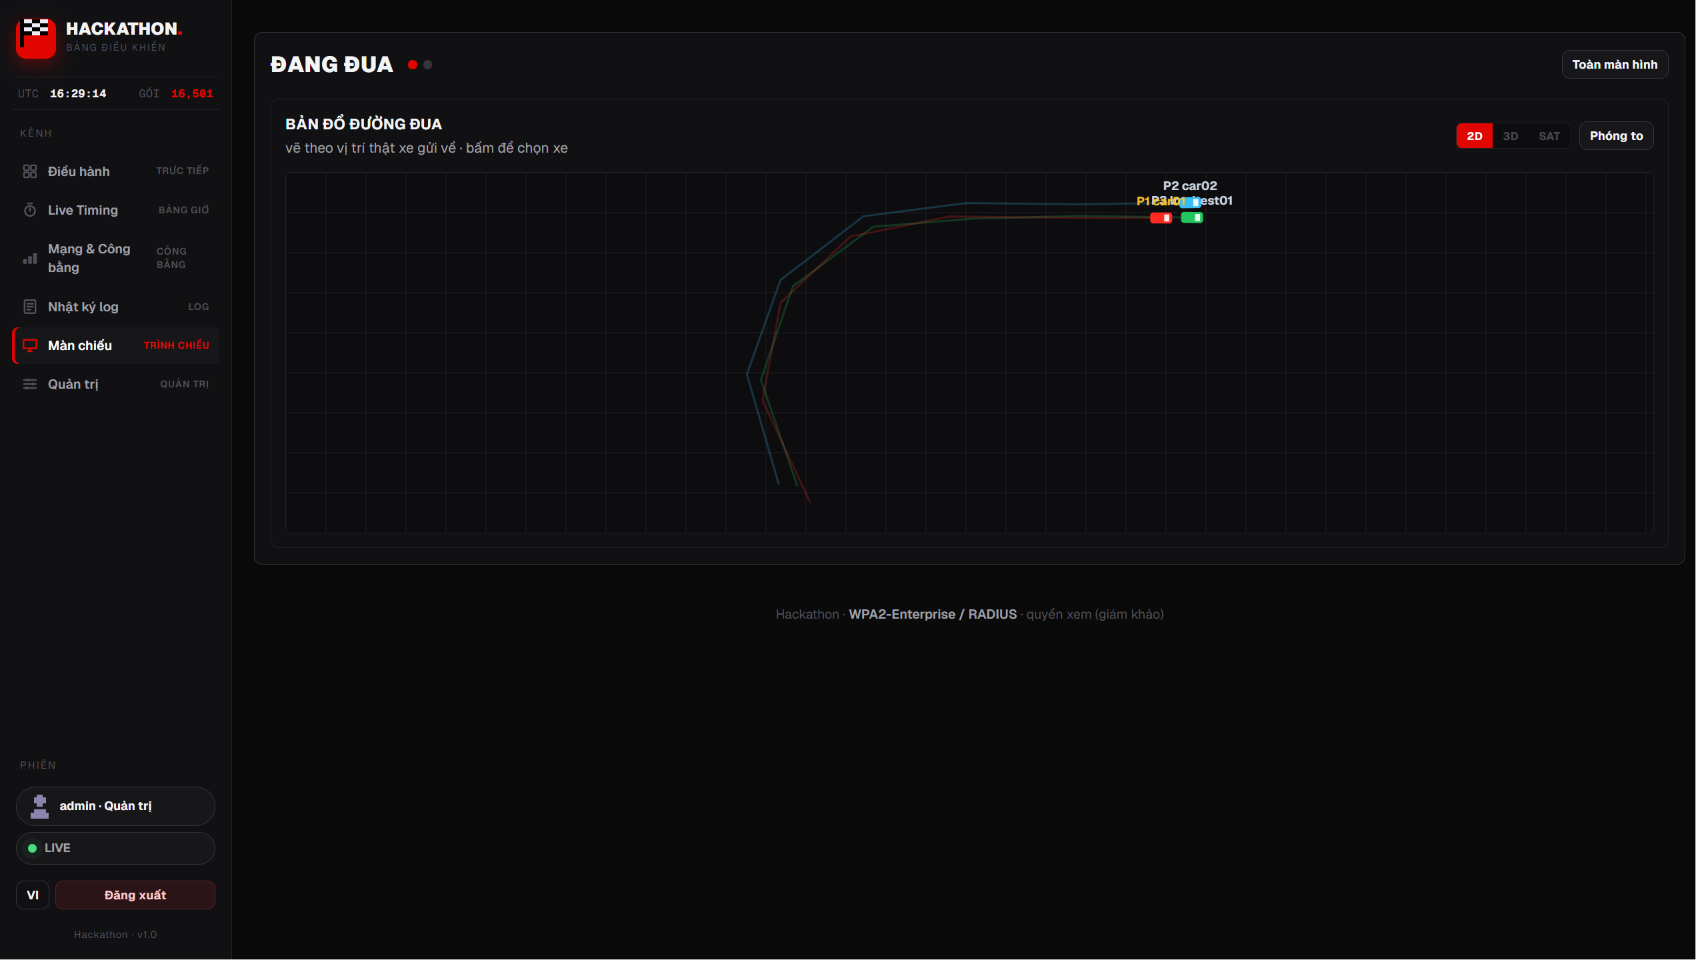 HACKATHON.
BẢNG ĐIỀU KHIỂN
UTC 16:29:14 GÓI 16,501
KÊNH
Điều hành TRỰC TIẾP
Live Timing BẢNG GIỜ
Mạng & Công bằng CÔNG BẰNG
Nhật ký log LOG
Màn chiếu TRÌNH CHIẾU
Quản trị QUẢN TRỊ
PHIÊN
admin · Quản trị
LIVE
VI Đăng xuất
Hackathon · v1.0
ĐANG ĐUA
Toàn màn hình
BẢN ĐỒ ĐƯỜNG ĐUA
vẽ theo vị trí thật xe gửi về · bấm để chọn xe
2D 3D SAT Phóng to
P2 car02
P1
Hackathon · WPA2-Enterprise / RADIUS · quyền xem (giám khảo)